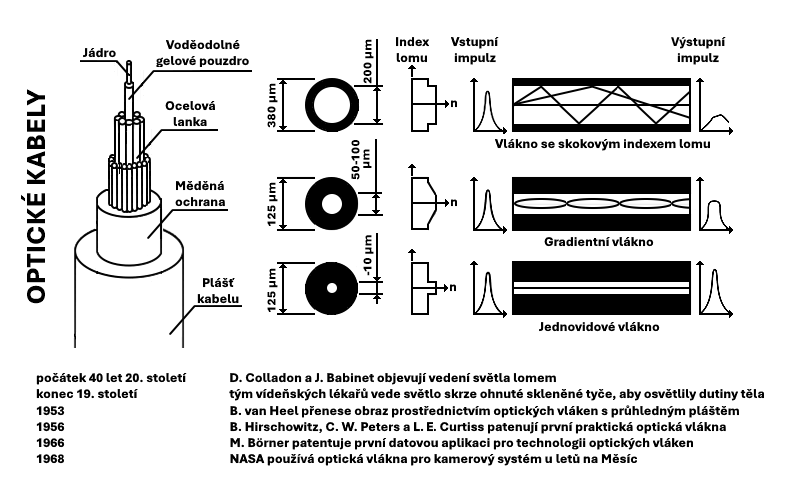 OPTICKÉ KABELY
Jádro
Voděodolné
gelové pouzdro
Ocelová
lanka
Měděná
ochrana
Plášť
kabelu
Index
lomu
Vstupní
impulz
Výstupní
impulz
380 µm
200 µm
n
Vlákno se skokovým indexem lomu
125 µm
50-100
µm
n
Gradientní vlákno
125 µm
-10 µm
n
Jednovidové vlákno
počátek 40 let 20. století D. Colladon a J. Babinet objevují vedení světla lomem
konec 19. století tým vídeňských lékařů vede světlo skrze ohnuté skleněné tyče, aby osvětlily dutiny těla
1953 B. van Heel přenese obraz prostřednictvím optických vláken s průhledným pláštěm
1956 B. Hirschowitz, C. W. Peters a L. E. Curtiss patenují první praktická optická vlákna
1966 M. Börner patentuje první datovou aplikaci pro technologii optických vláken
1968 NASA používá optická vlákna pro kamerový systém u letů na Měsíc